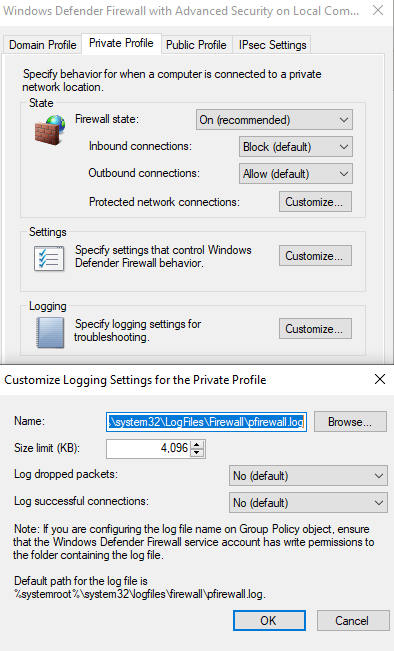 Windows Defender Firewall with Advanced Security on Local Com...
Domain Profile Private Profile Public Profile IPsec Settings
Specify behavior for when a computer is connected to a private
network location.
State
Firewall state: On (recommended)
Inbound connections: Block (default)
Outbound connections: Allow (default)
Protected network connections: Customize...
Settings
Specify settings that control Windows
Defender Firewall behavior.
Customize...
Logging
Specify logging settings for
troubleshooting.
Customize...
Customize Logging Settings for the Private Profile
Name: .\system32\LogFiles\Firewall\pfirewall.log Browse...
Size limit (KB): 4,096
Log dropped packets: No (default)
Log successful connections: No (default)
Note: If you are configuring the log file name on Group Policy object, ensure
that the Windows Defender Firewall service account has write permissions to
the folder containing the log file.
Default path for the log file is
%systemroot%\system32\logfiles\firewall\pfirewall.log.
OK Cancel